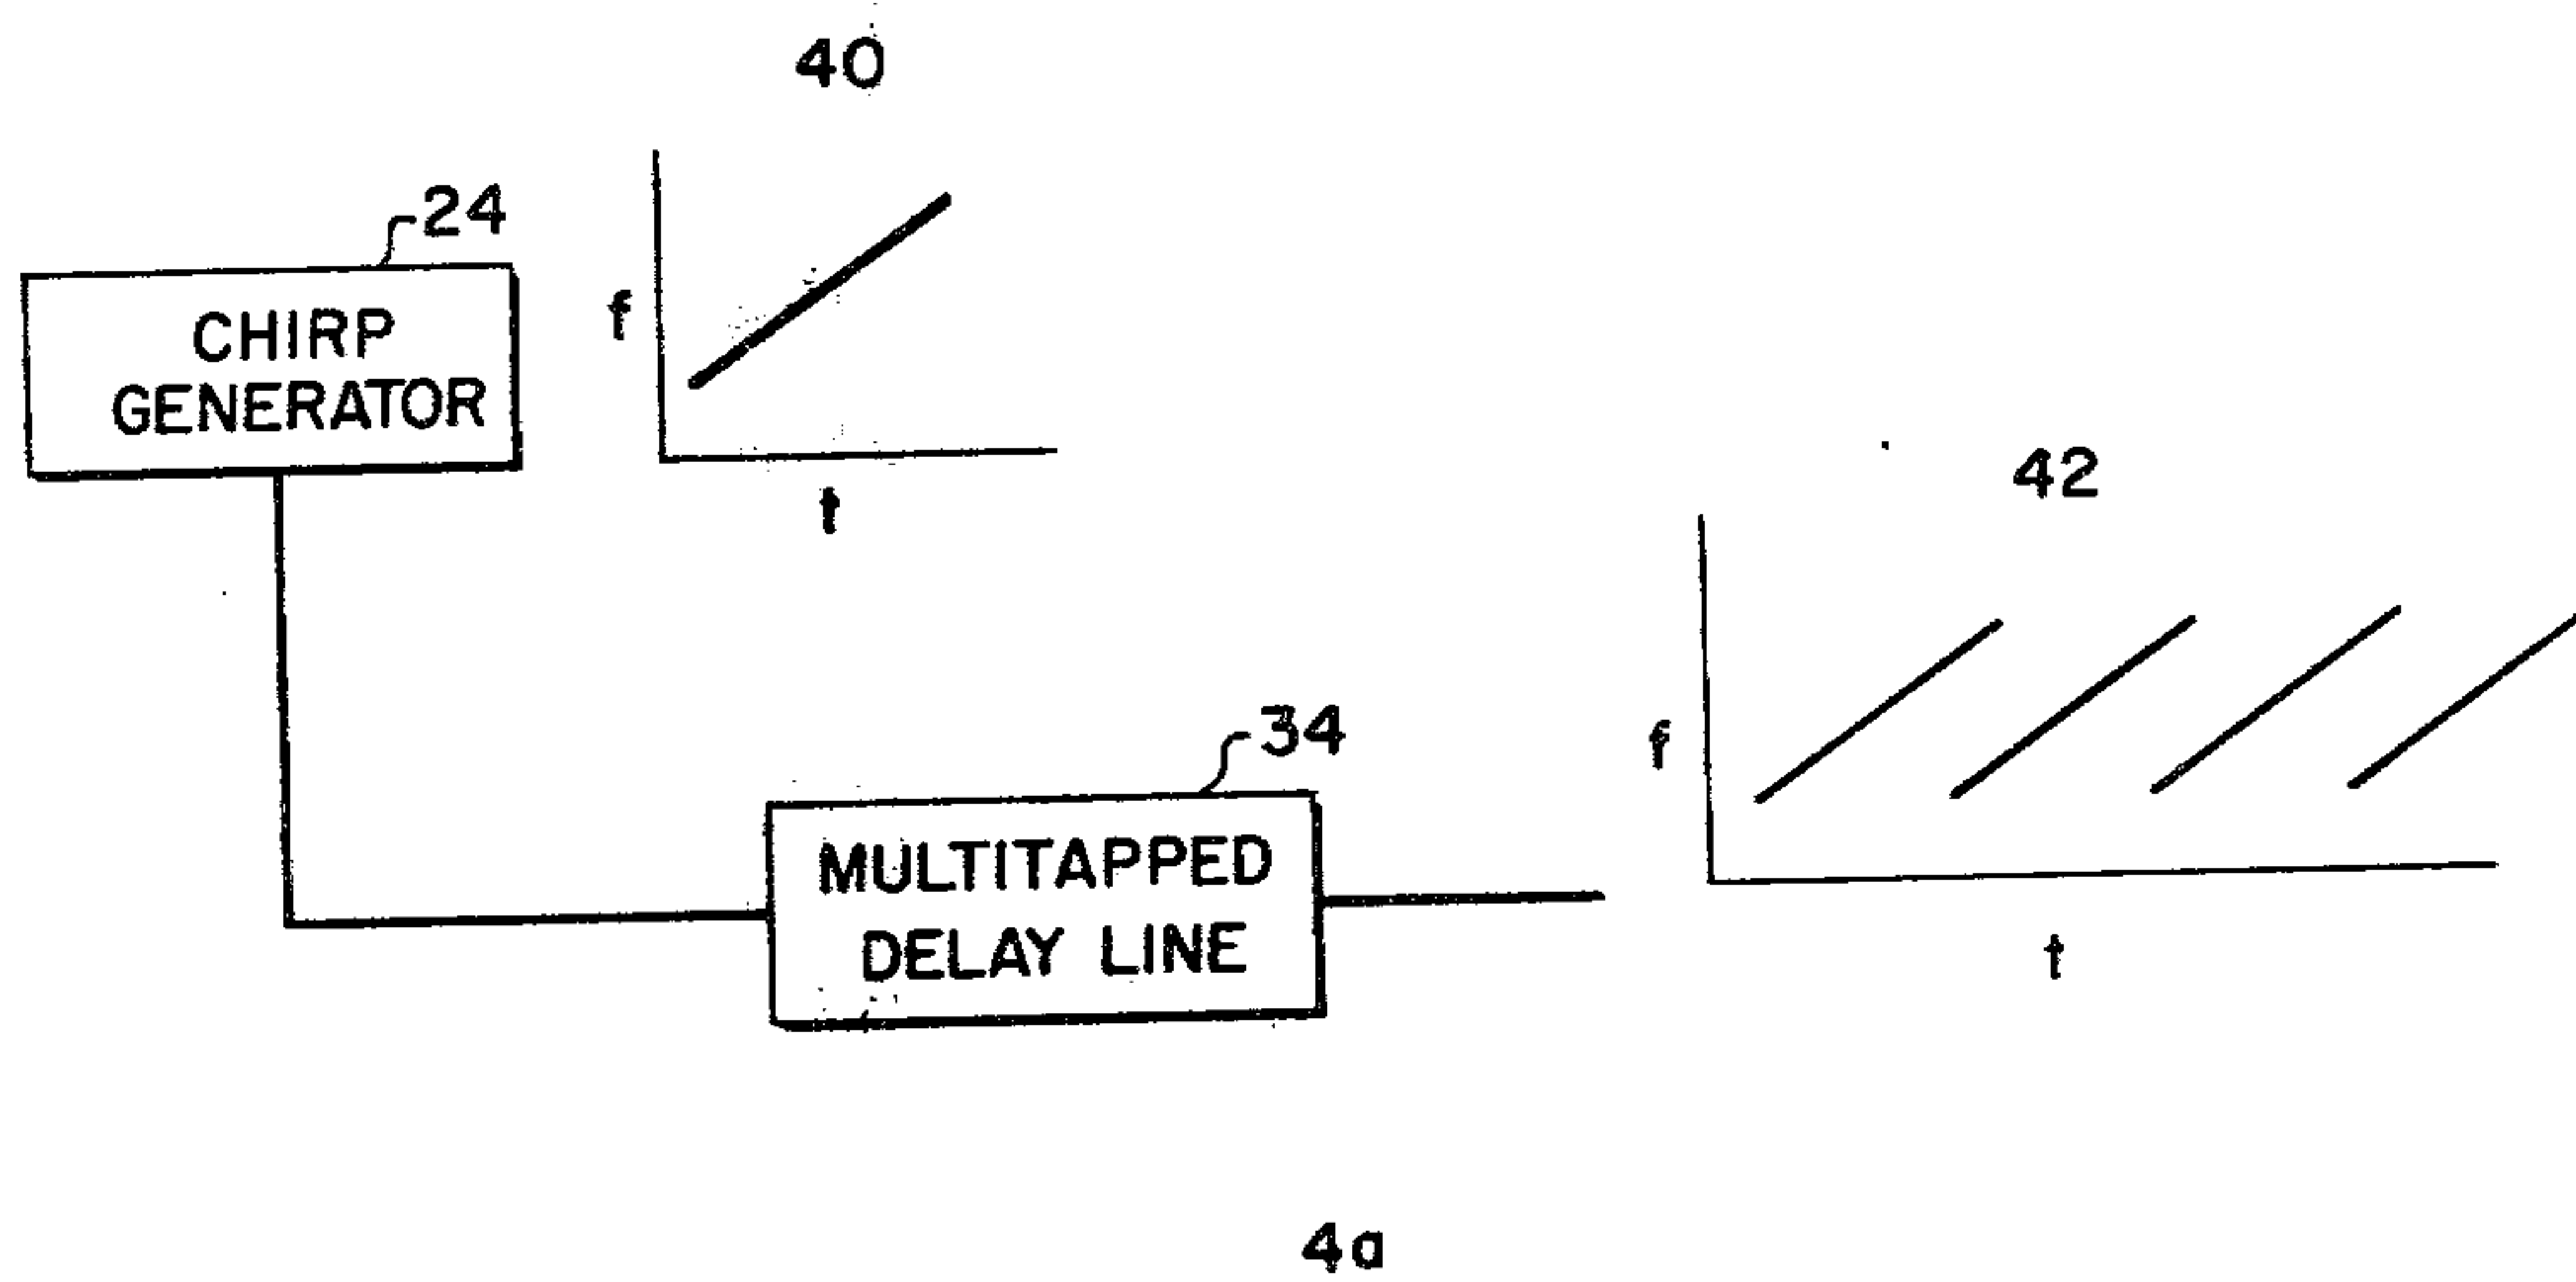 40
24
CHIRP
GENERATOR
f
t
42
f
t
34
MULTITAPPED
DELAY LINE
4a